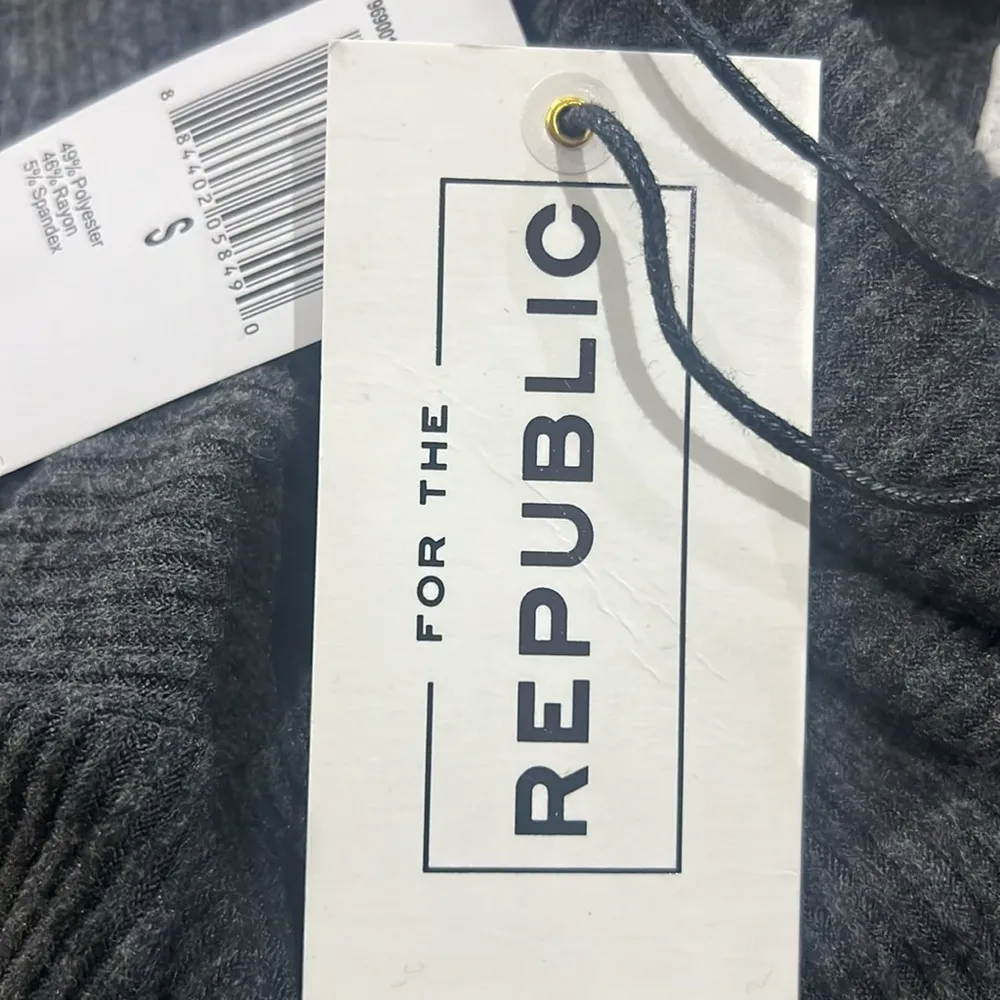 FOR THE
REPUBLIC
8 84402 05849 0
S
49% Polyester
46% Rayon
5% Spandex